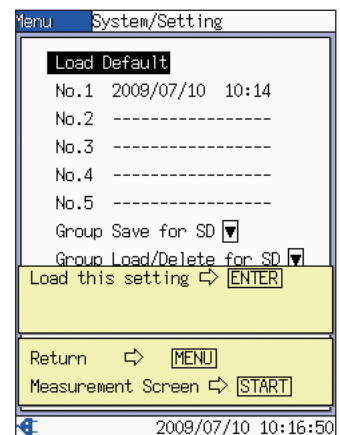 Menu System/Setting
Load Default
No.1 2009/07/10 10:14
No.2 -----------------
No.3 -----------------
No.4 -----------------
No.5 -----------------
Group Save for SD ▼
Group Load/Delete for SD ▼
Load this setting ⇨ ENTER
Return ⇨ MENU
Measurement Screen ⇨ START
2009/07/10 10:16:50